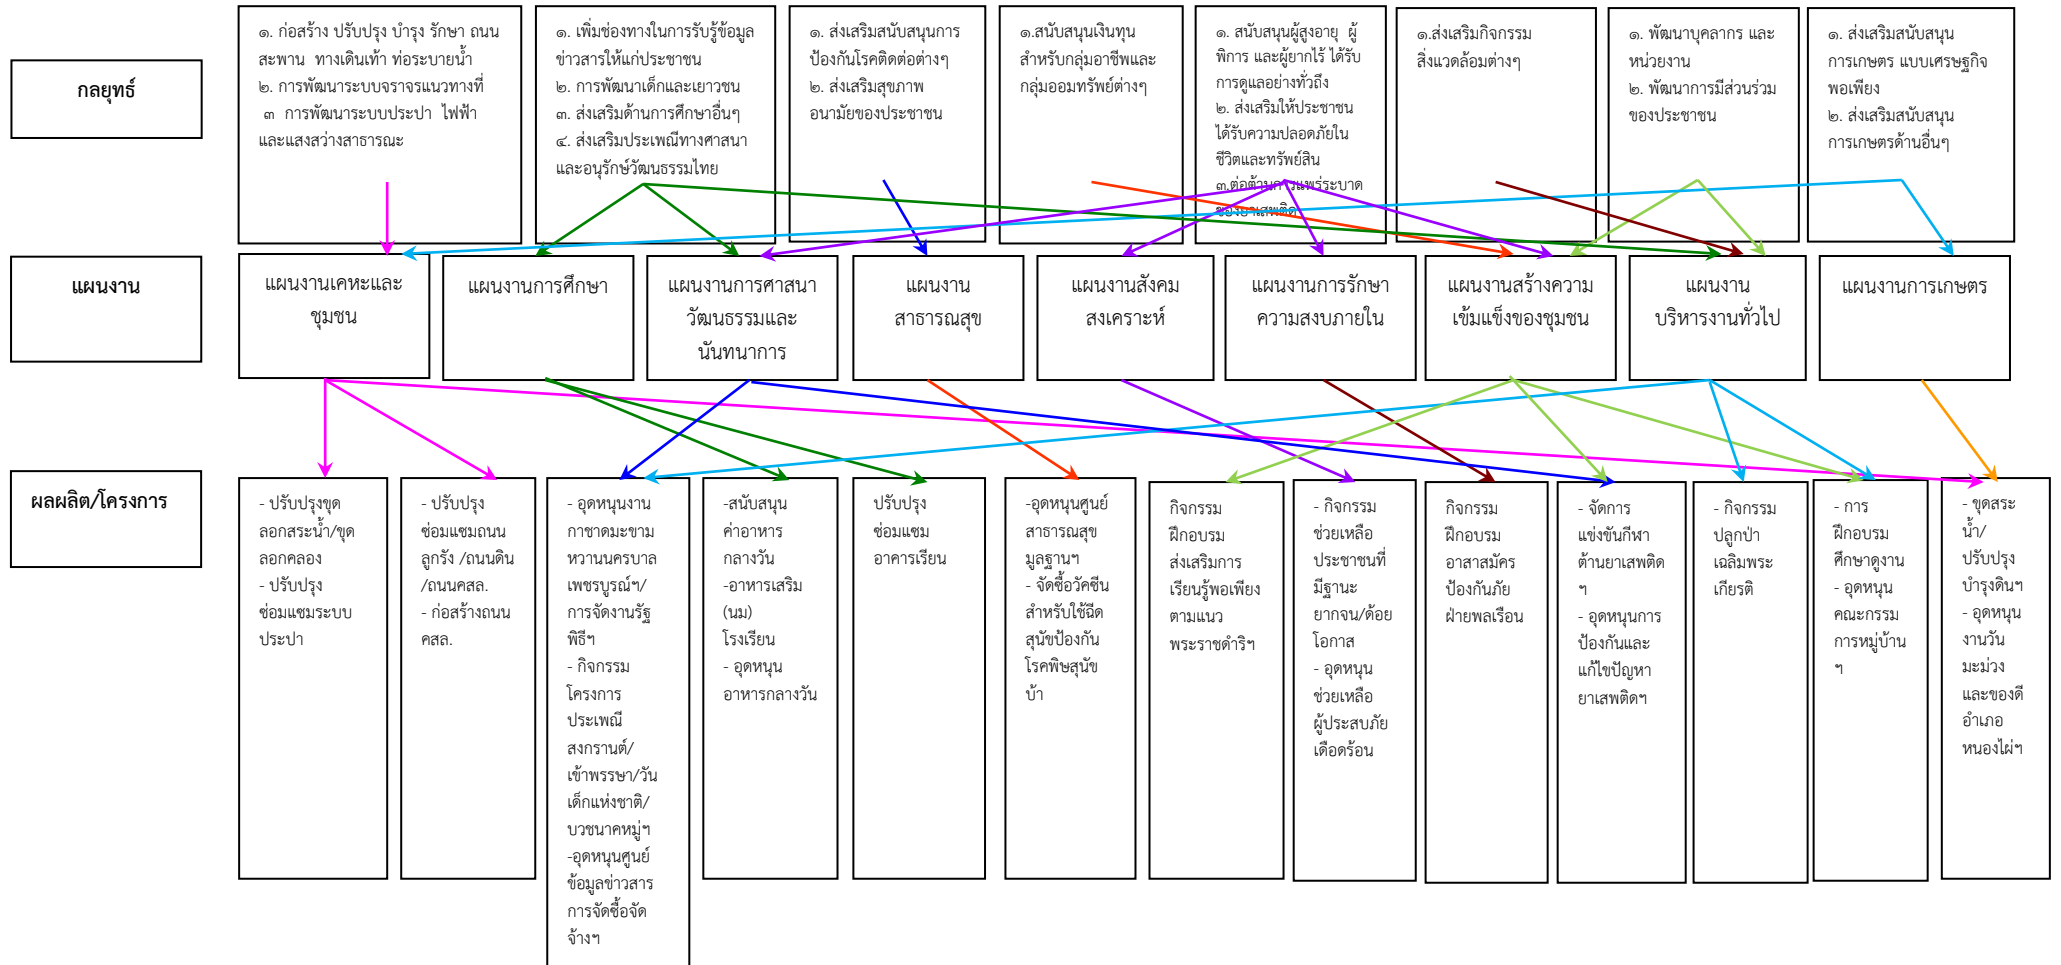 กลยุทธ์
๑. ก่อสร้าง ปรับปรุง บำรุง รักษา ถนน
สะพาน ทางเดินเท้า ท่อระบายน้ำ
๒. การพัฒนาระบบจราจรแนวทางที่
๓ การพัฒนาระบบประปา ไฟฟ้า
และแสงสว่างสาธารณะ
๑. เพิ่มช่องทางในการรับรู้ข้อมูล
ข่าวสารให้แก่ประชาชน
๒. การพัฒนาเด็กและเยาวชน
๓. ส่งเสริมด้านการศึกษาอื่นๆ
๔. ส่งเสริมประเพณีทางศาสนา
และอนุรักษ์วัฒนธรรมไทย
๑. ส่งเสริมสนับสนุนการ
ป้องกันโรคติดต่อต่างๆ
๒. ส่งเสริมสุขภาพ
อนามัยของประชาชน
๑.สนับสนุนเงินทุน
สำหรับกลุ่มอาชีพและ
กลุ่มออมทรัพย์ต่างๆ
๑. สนับสนุนผู้สูงอายุ ผู้
พิการ และผู้ยากไร้ ได้รับ
การดูแลอย่างทั่วถึง
๒. ส่งเสริมให้ประชาชน
ได้รับความปลอดภัยใน
ชีวิตและทรัพย์สิน
๓.ต่อต้านการแพร่ระบาด
ของยาเสพติด
๑.ส่งเสริมกิจกรรม
สิ่งแวดล้อมต่างๆ
๑. พัฒนาบุคลากร และ
หน่วยงาน
๒. พัฒนาการมีส่วนร่วม
ของประชาชน
๑. ส่งเสริมสนับสนุน
การเกษตร แบบเศรษฐกิจ
พอเพียง
๒. ส่งเสริมสนับสนุน
การเกษตรด้านอื่นๆ
แผนงาน
แผนงานเคหะและ
ชุมชน
แผนงานการศึกษา
แผนงานการศาสนา
วัฒนธรรมและ
นันทนาการ
แผนงาน
สาธารณสุข
แผนงานสังคม
สงเคราะห์
แผนงานการรักษา
ความสงบภายใน
แผนงานสร้างความ
เข้มแข็งของชุมชน
แผนงาน
บริหารงานทั่วไป
แผนงานการเกษตร
ผลผลิต/โครงการ
- ปรับปรุงขุด
ลอกสระน้ำ/ขุด
ลอกคลอง
- ปรับปรุง
ซ่อมแซมระบบ
ประปา
- ปรับปรุง
ซ่อมแซมถนน
ลูกรัง /ถนนดิน
/ถนนคสล.
- ก่อสร้างถนน
คสล.
- อุดหนุนงาน
กาชาดมะขาม
หวานนครบาล
เพชรบูรณ์ฯ/
การจัดงานรัฐ
พิธีฯ
- กิจกรรม
โครงการ
ประเพณี
สงกรานต์/
เข้าพรรษา/วัน
เด็กแห่งชาติ/
บวชนาคหมู่ฯ
-อุดหนุนศูนย์
ข้อมูลข่าวสาร
การจัดซื้อจัด
จ้างฯ
-สนับสนุน
ค่าอาหาร
กลางวัน
-อาหารเสริม
(นม)
โรงเรียน
- อุดหนุน
อาหารกลางวัน
ปรับปรุง
ซ่อมแซม
อาคารเรียน
-อุดหนุนศูนย์
สาธารณสุข
มูลฐานฯ
- จัดซื้อวัคซีน
สำหรับใช้ฉีด
สุนัขป้องกัน
โรคพิษสุนัข
บ้า
กิจกรรม
ฝึกอบรม
ส่งเสริมการ
เรียนรู้พอเพียง
ตามแนว
พระราชดำริฯ
- กิจกรรม
ช่วยเหลือ
ประชาชนที่
มีฐานะ
ยากจน/ด้อย
โอกาส
- อุดหนุน
ช่วยเหลือ
ผู้ประสบภัย
เดือดร้อน
กิจกรรม
ฝึกอบรม
อาสาสมัคร
ป้องกันภัย
ฝ่ายพลเรือน
- จัดการ
แข่งขันกีฬา
ต้านยาเสพติด
ฯ
- อุดหนุนการ
ป้องกันและ
แก้ไขปัญหา
ยาเสพติดฯ
- กิจกรรม
ปลูกป่า
เฉลิมพระ
เกียรติ
- การ
ฝึกอบรม
ศึกษาดูงาน
- อุดหนุน
คณะกรรม
การหมู่บ้าน
ฯ
- ขุดสระ
น้ำ/
ปรับปรุง
บำรุงดินฯ
- อุดหนุน
งานวัน
มะม่วง
และของดี
อำเภอ
หนองไผ่ฯ